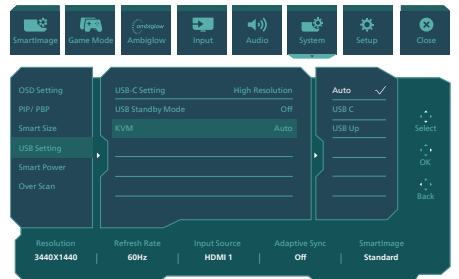 SmartImage Game Mode Ambiglow Input Audio System Setup Close
ambiglow
OSD Setting USB-C Setting High Resolution Auto
PIP/ PBP USB Standby Mode Off USB C
Smart Size KVM Auto USB Up Select
USB Setting
Smart Power OK
Over Scan Back
Resolution Refresh Rate Input Source Adaptive Sync SmartImage
3440X1440 | 60Hz | HDMI 1 | Off | Standard